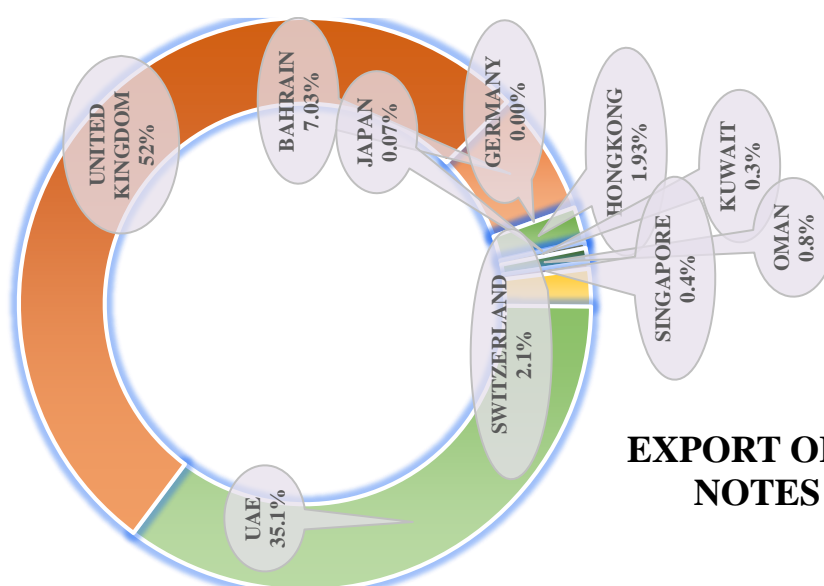 UNITED
KINGDOM
52%
BAHRAIN
7.03%
JAPAN
0.07%
GERMANY
0.00%
HONGKONG
1.93%
KUWAIT
0.3%
OMAN
0.8%
SINGAPORE
0.4%
SWITZERLAND
2.1%
UAE
35.1%
EXPORT
NOTES